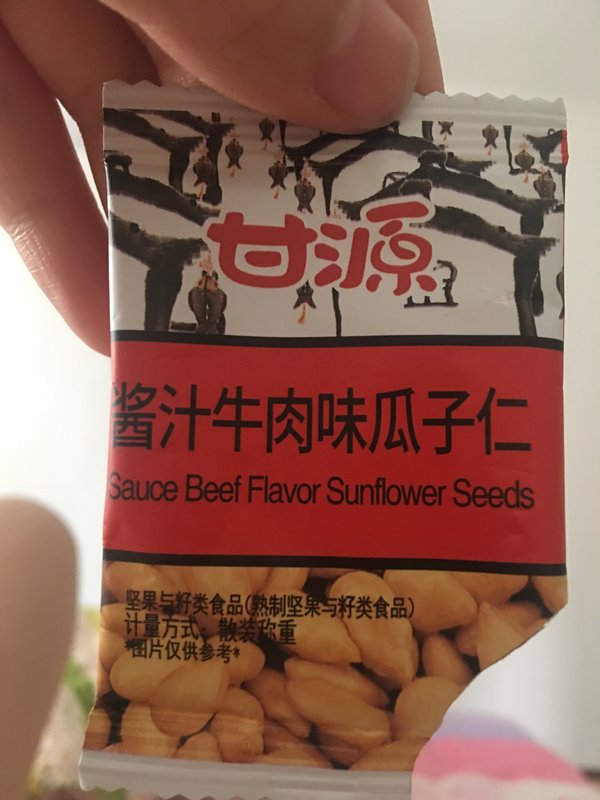 甘源
酱汁牛肉味瓜子仁
Sauce Beef Flavor Sunflower Seeds
坚果与籽类食品(熟制坚果与籽类食品)
计量方式：散装称重
*图片仅供参考*